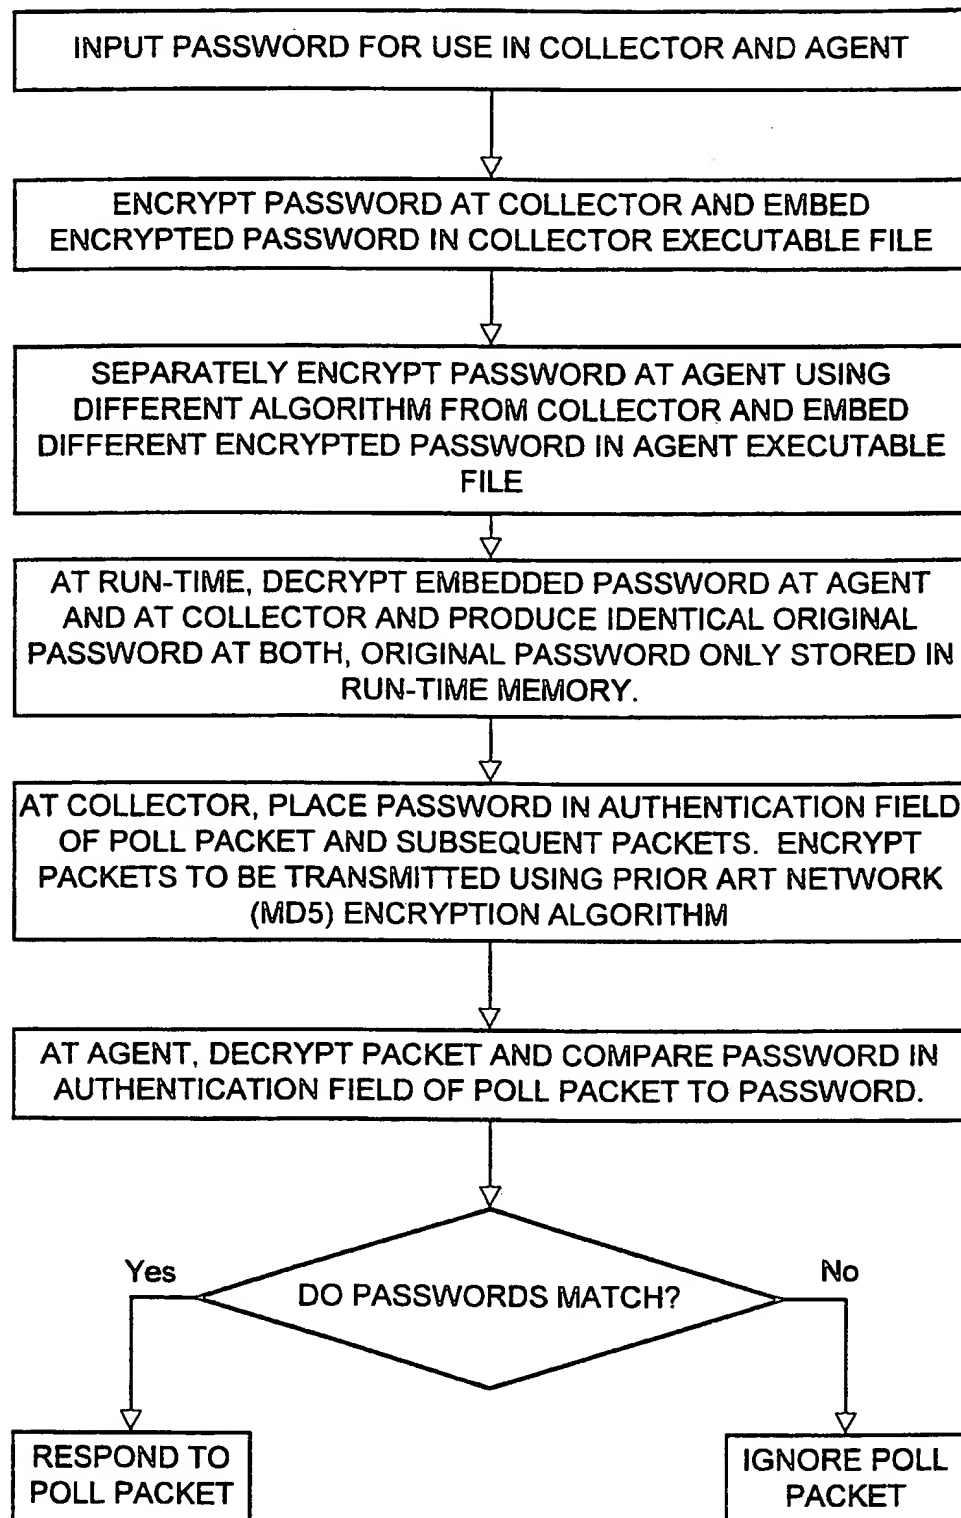 INPUT PASSWORD FOR USE IN COLLECTOR AND AGENT
ENCRYPT PASSWORD AT COLLECTOR AND EMBED
ENCRYPTED PASSWORD IN COLLECTOR EXECUTABLE FILE
SEPARATELY ENCRYPT PASSWORD AT AGENT USING
DIFFERENT ALGORITHM FROM COLLECTOR AND EMBED
DIFFERENT ENCRYPTED PASSWORD IN AGENT EXECUTABLE
FILE
AT RUN-TIME, DECRYPT EMBEDDED PASSWORD AT AGENT
AND AT COLLECTOR AND PRODUCE IDENTICAL ORIGINAL
PASSWORD AT BOTH, ORIGINAL PASSWORD ONLY STORED IN
RUN-TIME MEMORY.
AT COLLECTOR, PLACE PASSWORD IN AUTHENTICATION FIELD
OF POLL PACKET AND SUBSEQUENT PACKETS. ENCRYPT
PACKETS TO BE TRANSMITTED USING PRIOR ART NETWORK
(MD5) ENCRYPTION ALGORITHM
AT AGENT, DECRYPT PACKET AND COMPARE PASSWORD IN
AUTHENTICATION FIELD OF POLL PACKET TO PASSWORD.
Yes
No
DO PASSWORDS MATCH?
RESPOND TO
POLL PACKET
IGNORE POLL
PACKET